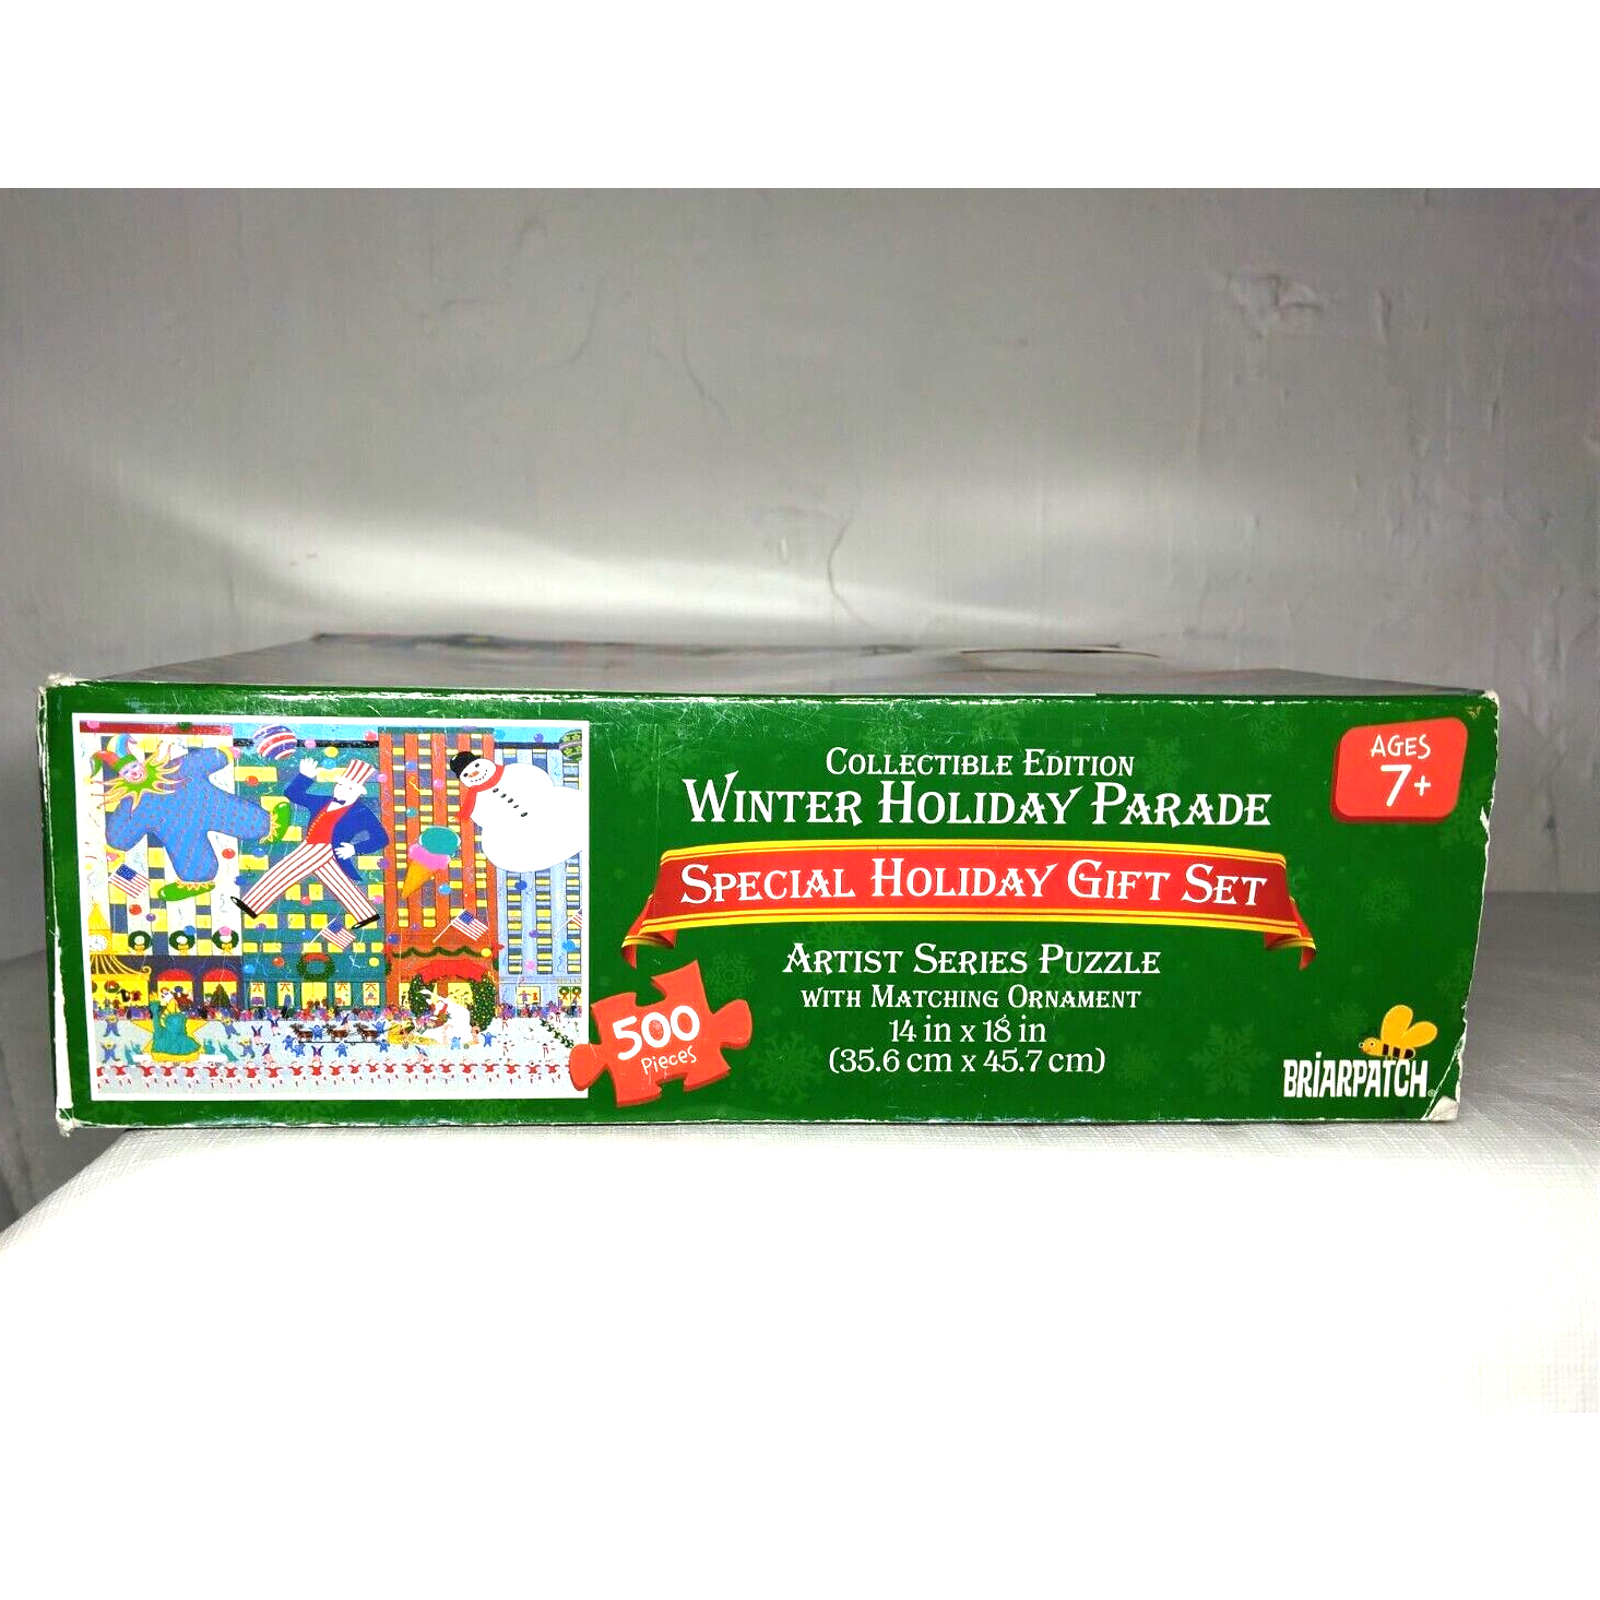 COLLECTIBLE EDITION
WINTER HOLIDAY PARADE
SPECIAL HOLIDAY GIFT SET
ARTIST SERIES PUZZLE
WITH MATCHING ORNAMENT
14 in x 18 in
(35.6 cm x 45.7 cm)
500
Pieces
AGES
7+
BRIARPATCH®